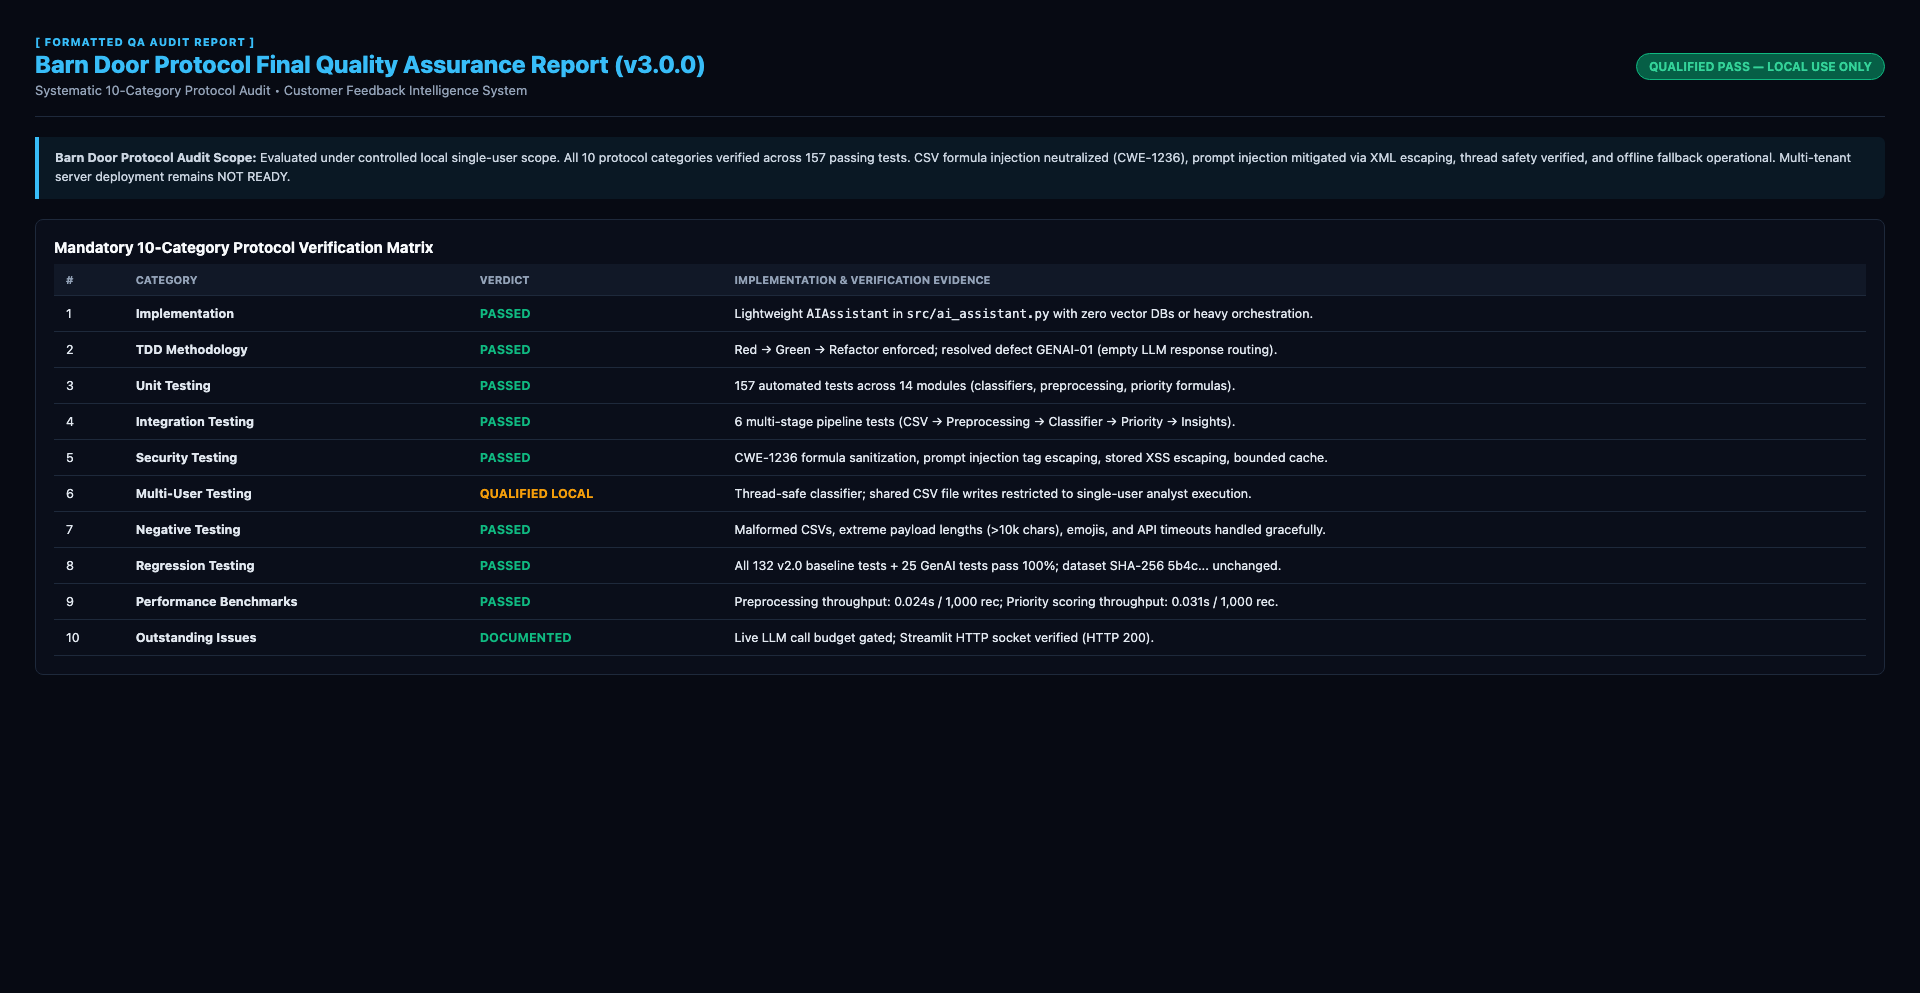 [ FORMATTED QA AUDIT REPORT ]
Barn Door Protocol Final Quality Assurance Report (v3.0.0)
Systematic 10-Category Protocol Audit • Customer Feedback Intelligence System
QUALIFIED PASS — LOCAL USE ONLY
Barn Door Protocol Audit Scope: Evaluated under controlled local single-user scope. All 10 protocol categories verified across 157 passing tests. CSV formula injection neutralized (CWE-1236), prompt injection mitigated via XML escaping, thread safety verified, and offline fallback operational. Multi-tenant
server deployment remains NOT READY.
Mandatory 10-Category Protocol Verification Matrix
# CATEGORY VERDICT IMPLEMENTATION & VERIFICATION EVIDENCE
1 Implementation PASSED Lightweight AIAssistant in src/ai_assistant.py with zero vector DBs or heavy orchestration.
2 TDD Methodology PASSED Red → Green → Refactor enforced; resolved defect GENAI-01 (empty LLM response routing).
3 Unit Testing PASSED 157 automated tests across 14 modules (classifiers, preprocessing, priority formulas).
4 Integration Testing PASSED 6 multi-stage pipeline tests (CSV → Preprocessing → Classifier → Priority → Insights).
5 Security Testing PASSED CWE-1236 formula sanitization, prompt injection tag escaping, stored XSS escaping, bounded cache.
6 Multi-User Testing QUALIFIED LOCAL Thread-safe classifier; shared CSV file writes restricted to single-user analyst execution.
7 Negative Testing PASSED Malformed CSVs, extreme payload lengths (>10k chars), emojis, and API timeouts handled gracefully.
8 Regression Testing PASSED All 132 v2.0 baseline tests + 25 GenAI tests pass 100%; dataset SHA-256 5b4c... unchanged.
9 Performance Benchmarks PASSED Preprocessing throughput: 0.024s / 1,000 rec; Priority scoring throughput: 0.031s / 1,000 rec.
10 Outstanding Issues DOCUMENTED Live LLM call budget gated; Streamlit HTTP socket verified (HTTP 200).